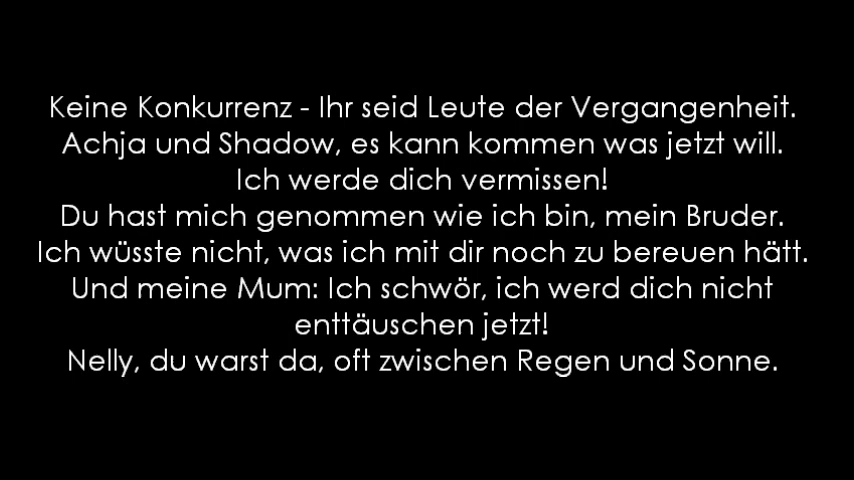 Keine Konkurrenz - Ihr seid Leute der Vergangenheit.
Achja und Shadow, es kann kommen was jetzt will.
Ich werde dich vermissen!
Du hast mich genommen wie ich bin, mein Bruder.
Ich wüsste nicht, was ich mit dir noch zu bereuen hätt.
Und meine Mum: Ich schwör, ich werd dich nicht
enttäuschen jetzt!
Nelly, du warst da, oft zwischen Regen und Sonne.